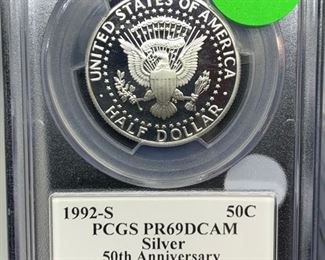 UNITED STATES OF AMERICA
HALF DOLLAR
1992-S 50C
PCGS PR69DCAM
Silver
50th Anniversary